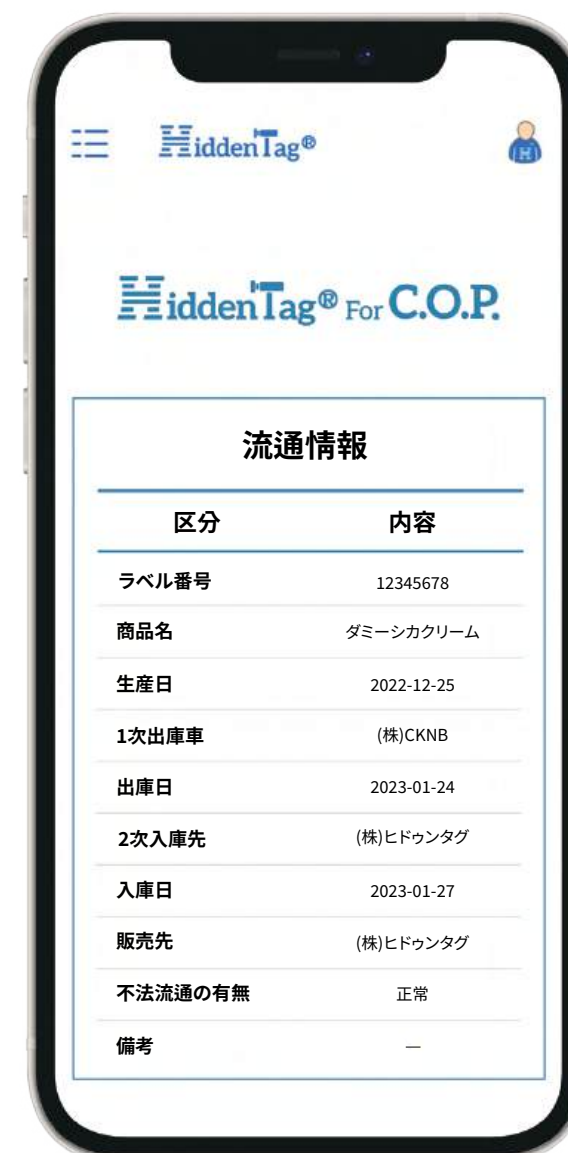 HiddenTag®
H
HiddenTag® For C.O.P.
流通情報
区分 内容
ラベル番号 12345678
商品名 ダミーシカクリーム
生産日 2022-12-25
1次出庫車 (株)CKNB
出庫日 2023-01-24
2次入庫先 (株)ヒドゥンタグ
入庫日 2023-01-27
販売先 (株)ヒドゥンタグ
不法流通の有無 正常
備考 —